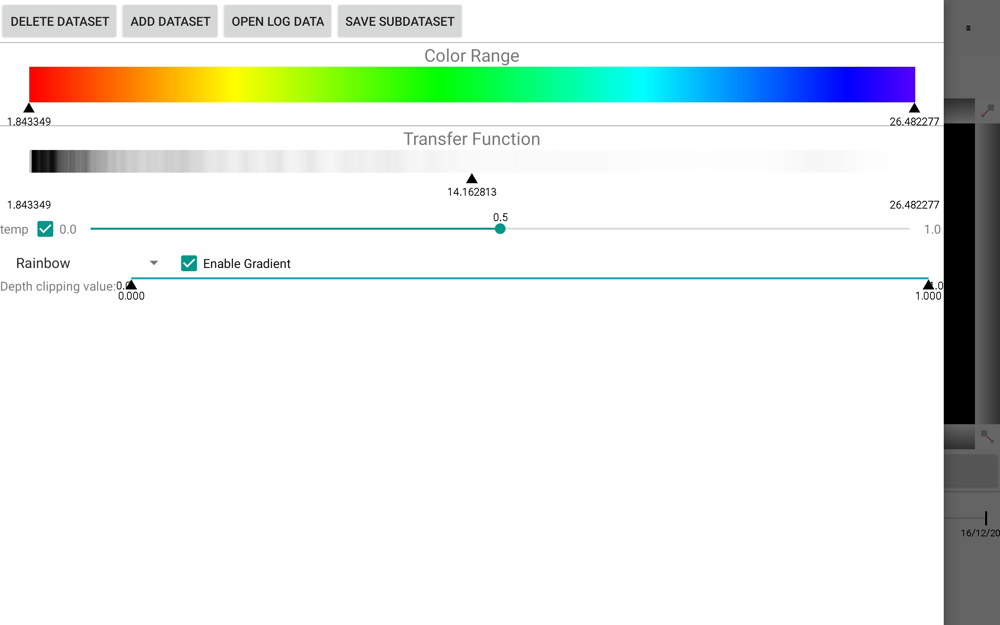 DELETE DATASET ADD DATASET OPEN LOG DATA SAVE SUBDATASET
Color Range
1.843349 26.482277
Transfer Function
14.162813
1.843349 26.482277
0.5
temp 0.0 1.0
Rainbow Enable Gradient
Depth clipping value: 0.0 1.0
0.000 1.000
16/12/20